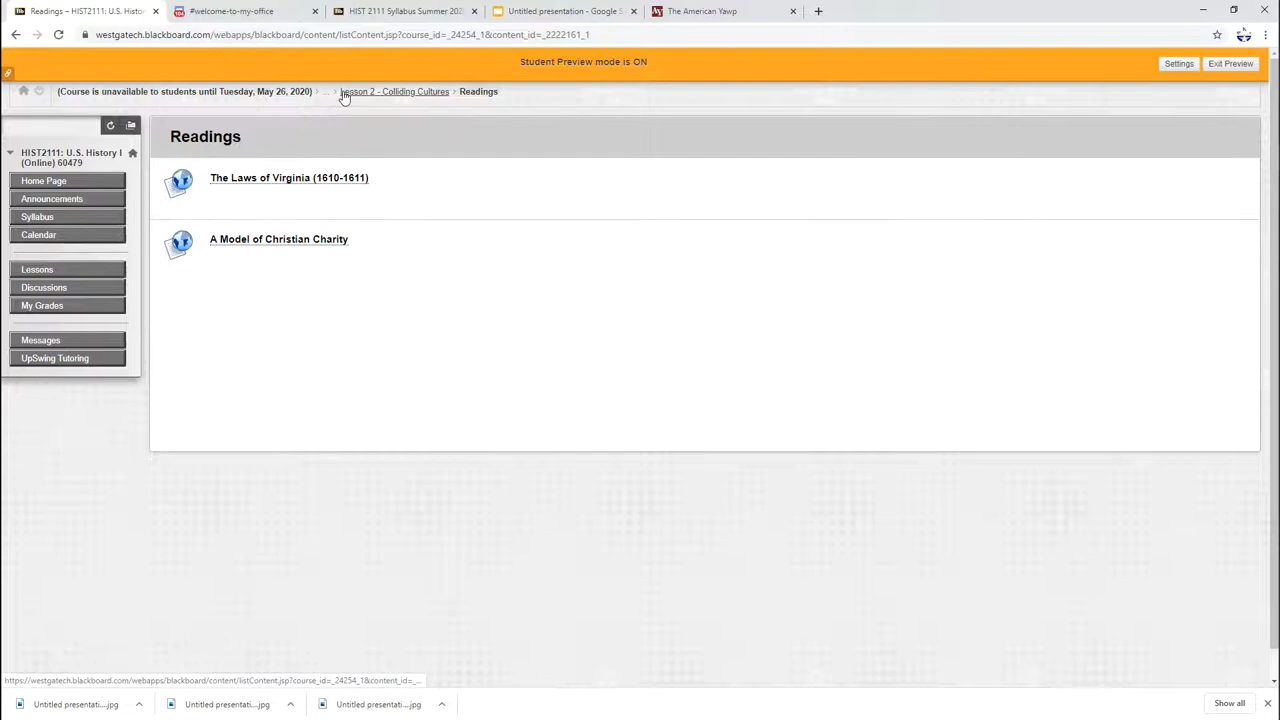 Readings – HIST2111: U.S. Histor
#welcome-to-my-office
HIST 2111 Syllabus Summer 202
Untitled presentation - Google S
The American Yawp
westgatech.blackboard.com/webapps/blackboard/content/listContent.jsp?course_id=_24254_1&content_id=_2222161_1
Student Preview mode is ON
Settings
Exit Preview
(Course is unavailable to students until Tuesday, May 26, 2020) › ... › Lesson 2 - Colliding Cultures › Readings
HIST2111: U.S. History I
(Online) 60479
Home Page
Announcements
Syllabus
Calendar
Lessons
Discussions
My Grades
Messages
UpSwing Tutoring
Readings
The Laws of Virginia (1610-1611)
A Model of Christian Charity
https://westgatech.blackboard.com/webapps/blackboard/content/listContent.jsp?course_id=_24254_1&content_id=_...
Untitled presentati....jpg
Untitled presentati....jpg
Untitled presentati....jpg
Show all